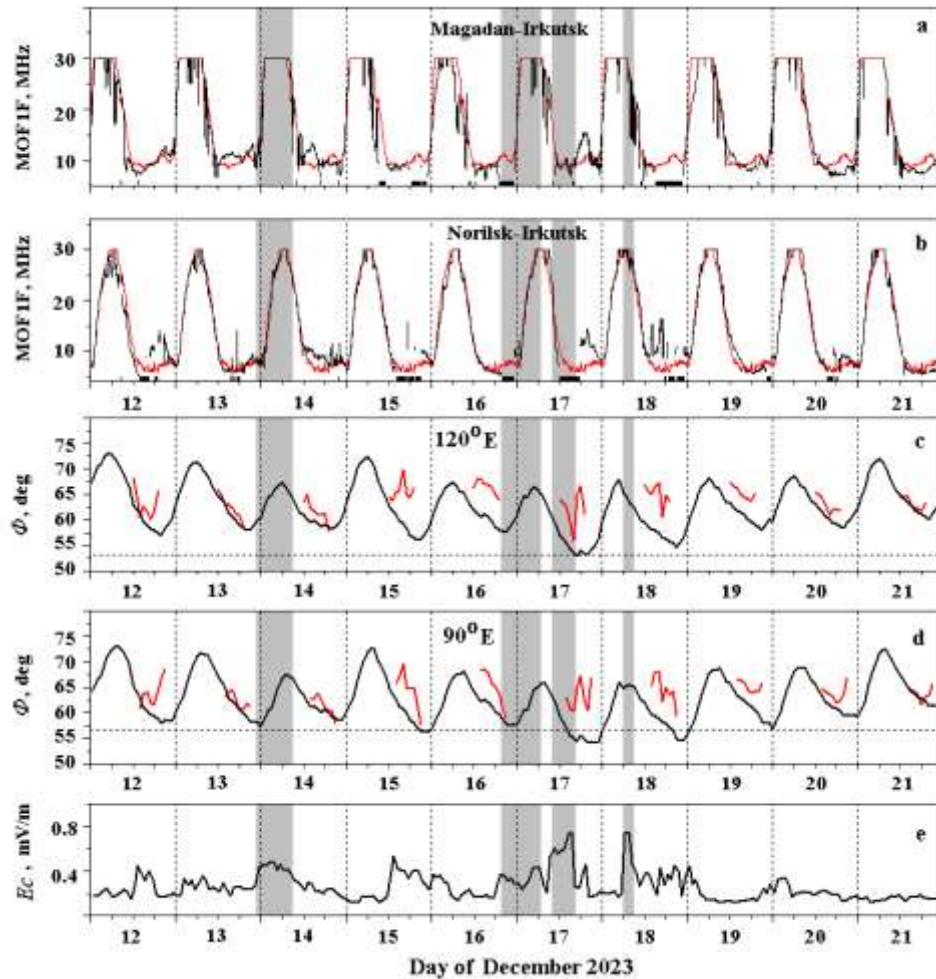 Magadan-Irkutsk
a
MOF1F, MHz
30
20
10
Norilsk-Irkutsk
b
MOF1F, MHz
30
20
10
12 13 14 15 16 17 18 19 20 21
120°E
c
Φ, deg
75
70
65
60
55
50
12 13 14 15 16 17 18 19 20 21
90°E
d
Φ, deg
75
70
65
60
55
50
12 13 14 15 16 17 18 19 20 21
e
Ec, mV/m
0.8
0.4
12 13 14 15 16 17 18 19 20 21
Day of December 2023